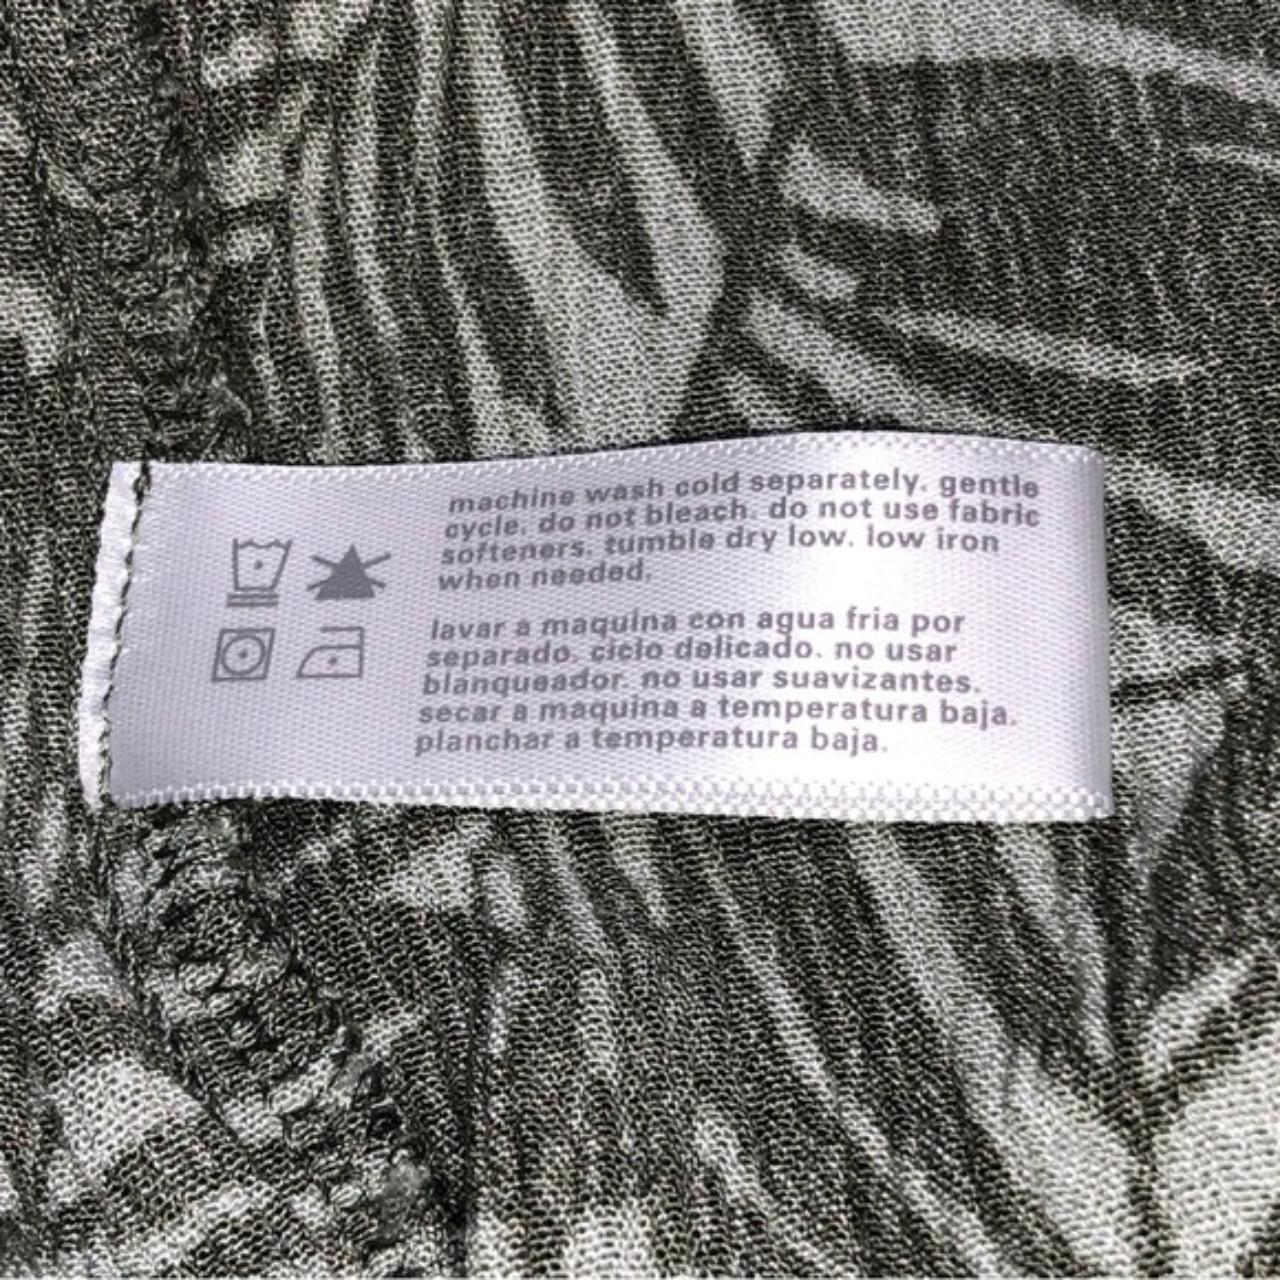 machine wash cold separately. gentle
cycle. do not bleach. do not use fabric
softeners. tumble dry low. low iron
when needed.
lavar a maquina con agua fria por
separado. ciclo delicado. no usar
blanqueador. no usar suavizantes.
secar a maquina a temperatura baja.
planchar a temperatura baja.